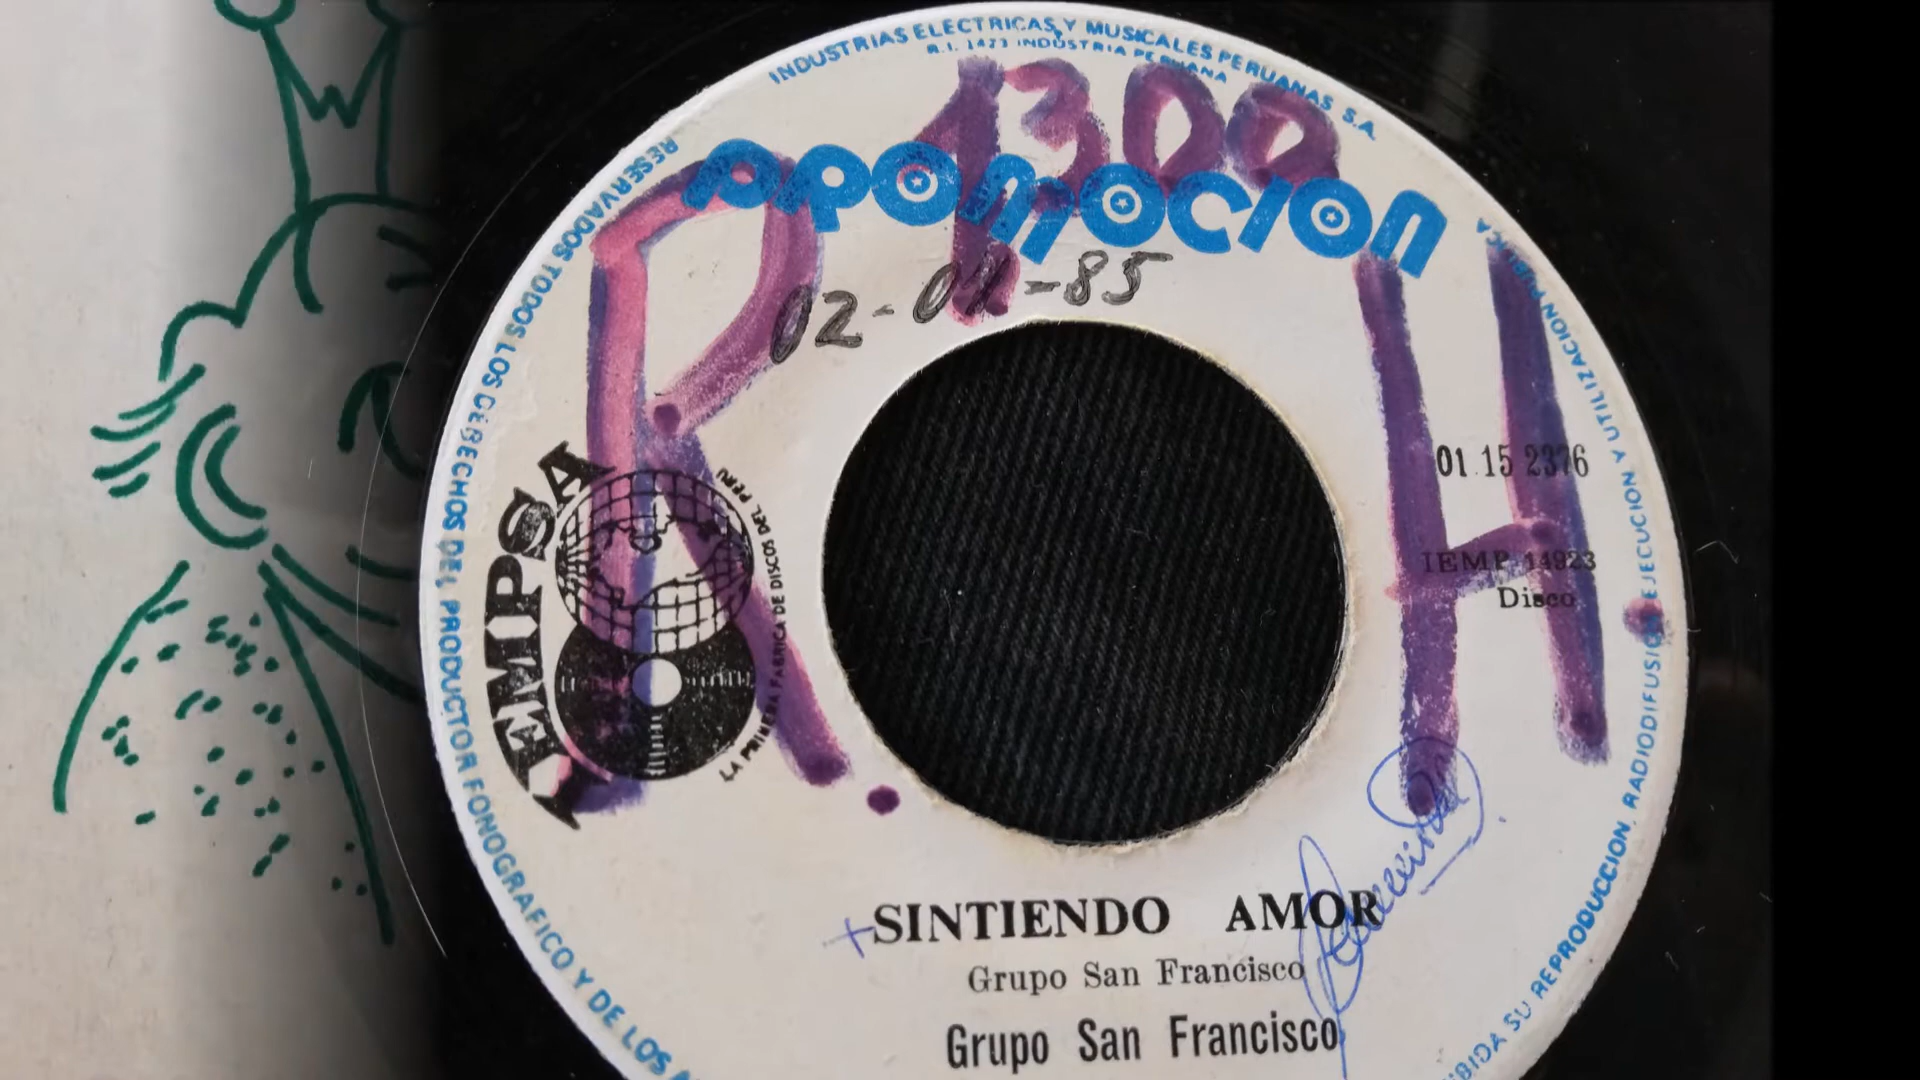 INDUSTRIAS ELECTRICAS Y MUSICALES PERUANAS S.A.
R.I. 1473 INDUSTRIA PERUANA
1300
PROMOCION
02-01-85
R.H.
IEMPSA
LA PRIMERA FABRICA DE DISCOS DEL PERU
01.15 2376
IEMP 14923
Disco
+SINTIENDO AMOR
Grupo San Francisco
Grupo San Francisco
RESERVADOS TODOS LOS DERECHOS DEL PRODUCTOR FONOGRAFICO Y DE LOS
SU REPRODUCCION, RADIODIFUSION EJECUCION Y UTILIZACION PUBLICA